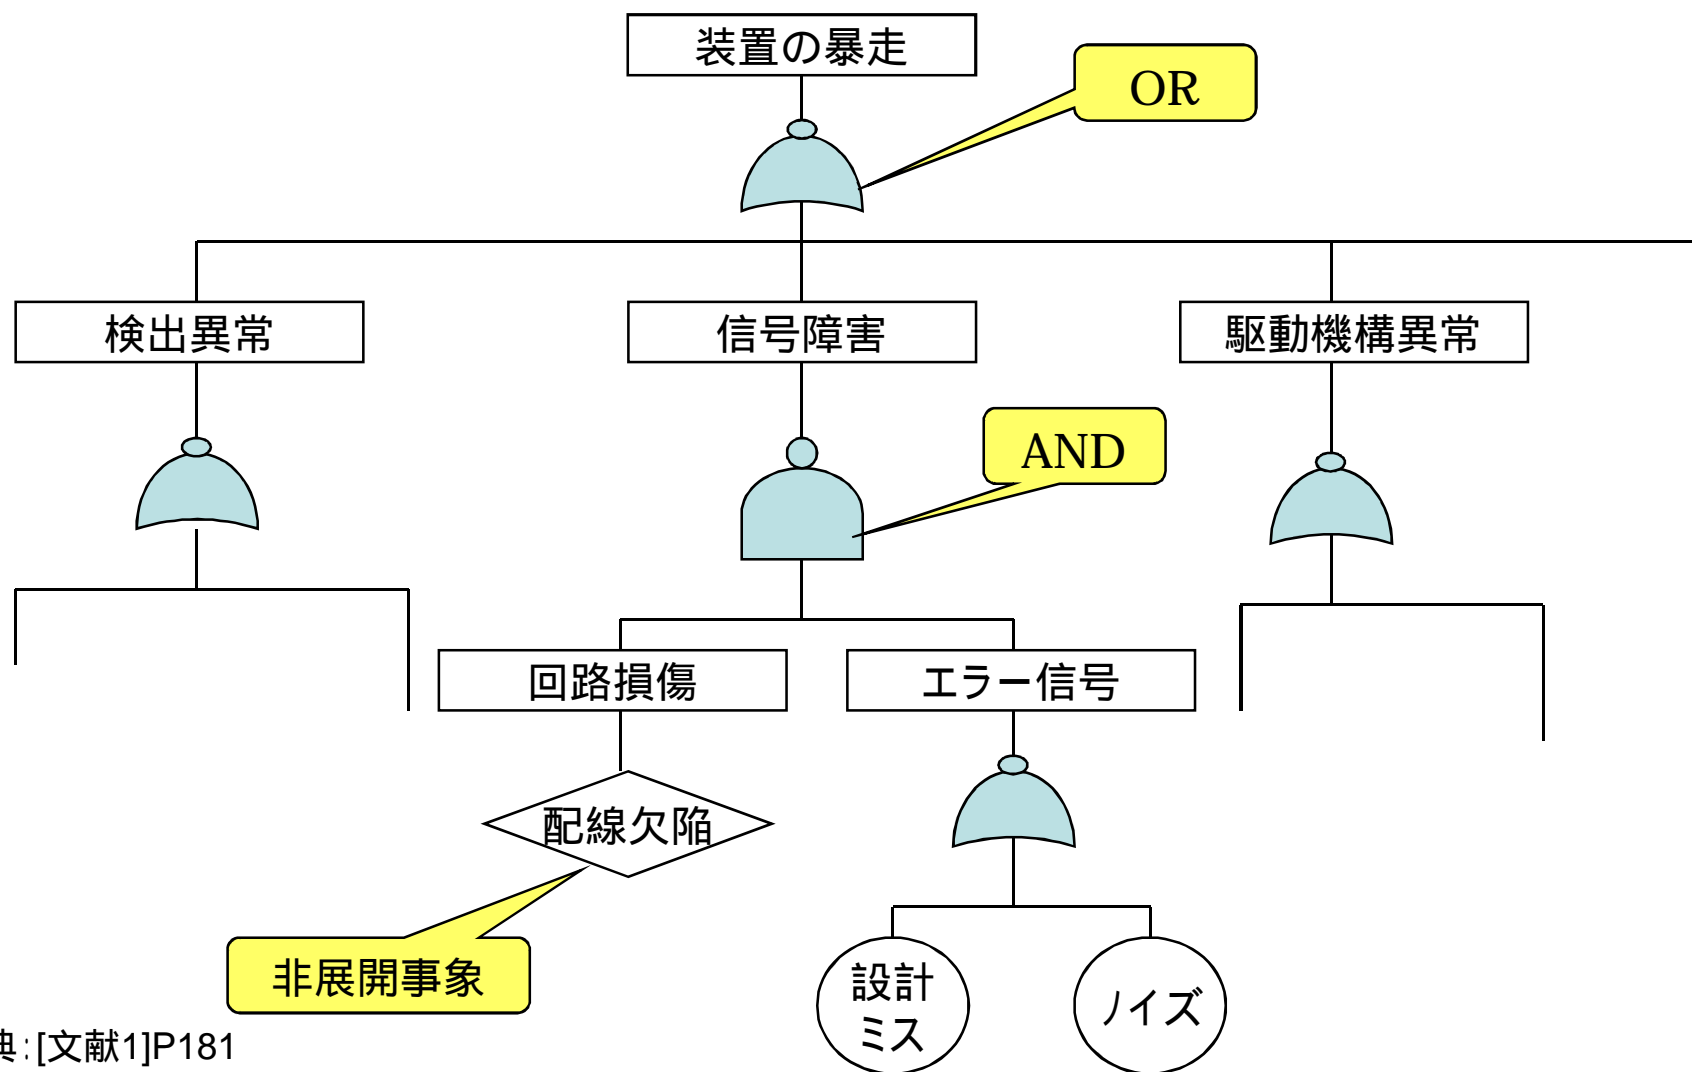 装置の暴走
OR
検出異常
信号障害
駆動機構異常
AND
回路損傷
エラー信号
配線欠陥
非展開事象
設計
ミス
ノイズ
典:[文献1]P181